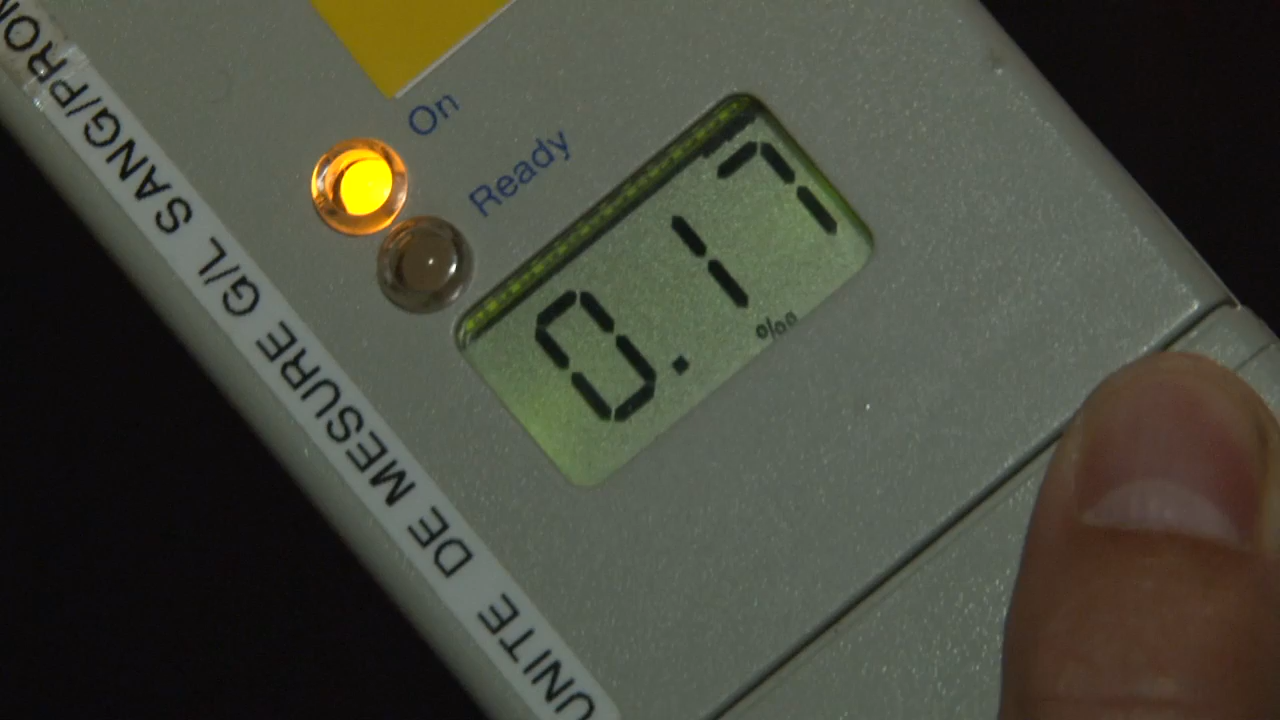 On
Ready
0.17
‰
UNITE DE MESURE G/L SANG/PRO